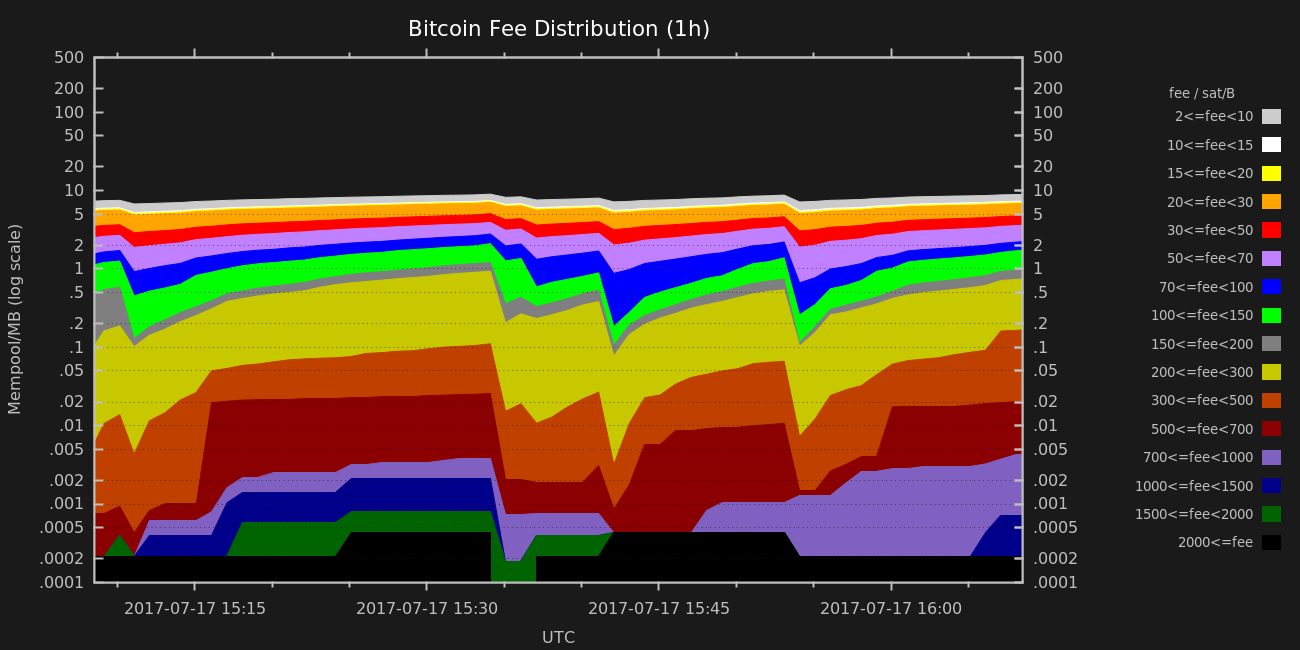 Bitcoin Fee Distribution (1h)
500
200
100
50
20
10
5
2
1
.5
.2
.1
.05
.02
.01
.005
.002
.001
.0005
.0002
.0001
Mempool/MB (log scale)
500
200
100
50
20
10
5
2
1
.5
.2
.1
.05
.02
.01
.005
.002
.001
.0005
.0002
.0001
2017-07-17 15:15
2017-07-17 15:30
2017-07-17 15:45
2017-07-17 16:00
UTC
fee / sat/B
2<=fee<10
10<=fee<15
15<=fee<20
20<=fee<30
30<=fee<50
50<=fee<70
70<=fee<100
100<=fee<150
150<=fee<200
200<=fee<300
300<=fee<500
500<=fee<700
700<=fee<1000
1000<=fee<1500
1500<=fee<2000
2000<=fee